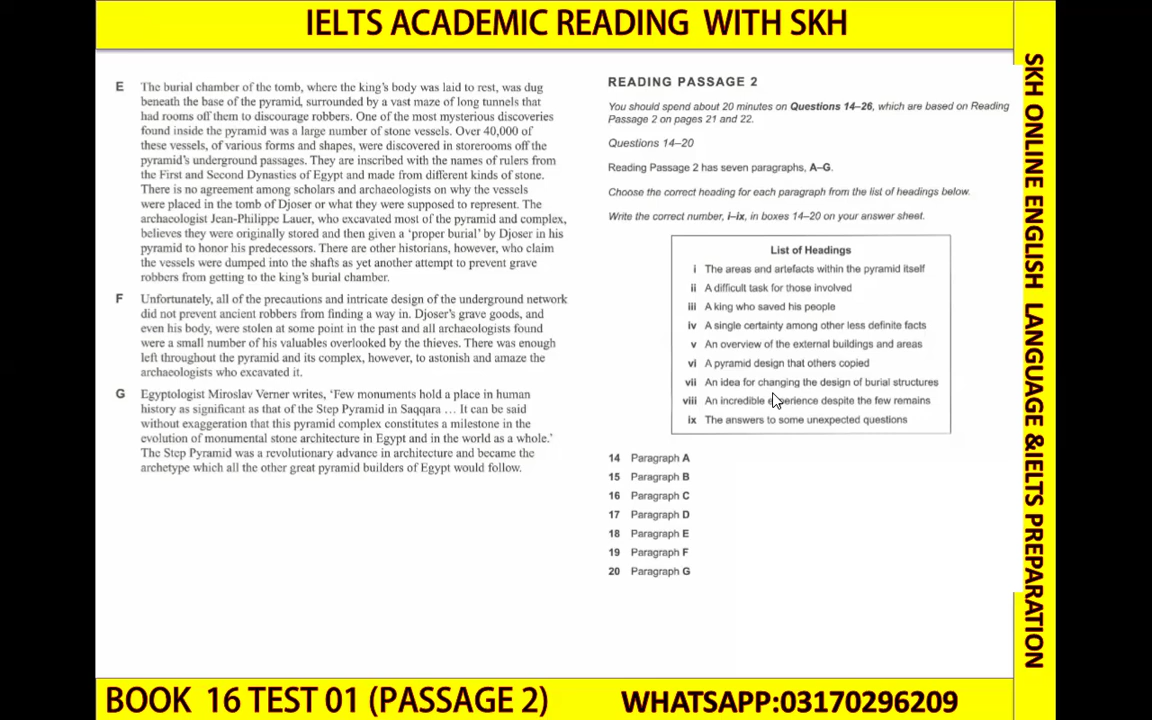 IELTS ACADEMIC READING WITH SKH
E The burial chamber of the tomb, where the king's body was laid to rest, was dug
beneath the base of the pyramid, surrounded by a vast maze of long tunnels that
had rooms off them to discourage robbers. One of the most mysterious discoveries
found inside the pyramid was a large number of stone vessels. Over 40,000 of
these vessels, of various forms and shapes, were discovered in storerooms off the
pyramid's underground passages. They are inscribed with the names of rulers from
the First and Second Dynasties of Egypt and made from different kinds of stone.
There is no agreement among scholars and archaeologists on why the vessels
were placed in the tomb of Djoser or what they were supposed to represent. The
archaeologist Jean-Philippe Lauer, who excavated most of the pyramid and complex,
believes they were originally stored and then given a 'proper burial' by Djoser in his
pyramid to honor his predecessors. There are other historians, however, who claim
the vessels were dumped into the shafts as yet another attempt to prevent grave
robbers from getting to the king's burial chamber.
F Unfortunately, all of the precautions and intricate design of the underground network
did not prevent ancient robbers from finding a way in. Djoser's grave goods, and
even his body, were stolen at some point in the past and all archaeologists found
were a small number of his valuables overlooked by the thieves. There was enough
left throughout the pyramid and its complex, however, to astonish and amaze the
archaeologists who excavated it.
G Egyptologist Miroslav Verner writes, 'Few monuments hold a place in human
history as significant as that of the Step Pyramid in Saqqara … It can be said
without exaggeration that this pyramid complex constitutes a milestone in the
evolution of monumental stone architecture in Egypt and in the world as a whole.'
The Step Pyramid was a revolutionary advance in architecture and became the
archetype which all the other great pyramid builders of Egypt would follow.
READING PASSAGE 2
You should spend about 20 minutes on Questions 14–26, which are based on Reading
Passage 2 on pages 21 and 22.
Questions 14–20
Reading Passage 2 has seven paragraphs, A–G.
Choose the correct heading for each paragraph from the list of headings below.
Write the correct number, i–ix, in boxes 14–20 on your answer sheet.
List of Headings
i The areas and artefacts within the pyramid itself
ii A difficult task for those involved
iii A king who saved his people
iv A single certainty among other less definite facts
v An overview of the external buildings and areas
vi A pyramid design that others copied
vii An idea for changing the design of burial structures
viii An incredible experience despite the few remains
ix The answers to some unexpected questions
14 Paragraph A
15 Paragraph B
16 Paragraph C
17 Paragraph D
18 Paragraph E
19 Paragraph F
20 Paragraph G
SKH ONLINE ENGLISH LANGUAGE &IELTS PREPARATION
BOOK 16 TEST 01 (PASSAGE 2)
WHATSAPP:03170296209